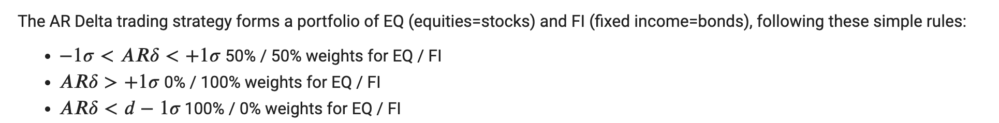 The AR Delta trading strategy forms a portfolio of EQ (equities=stocks) and FI (fixed income=bonds), following these simple rules:
• −1σ < ARδ < +1σ 50% / 50% weights for EQ / FI
• ARδ > +1σ 0% / 100% weights for EQ / FI
• ARδ < d − 1σ 100% / 0% weights for EQ / FI